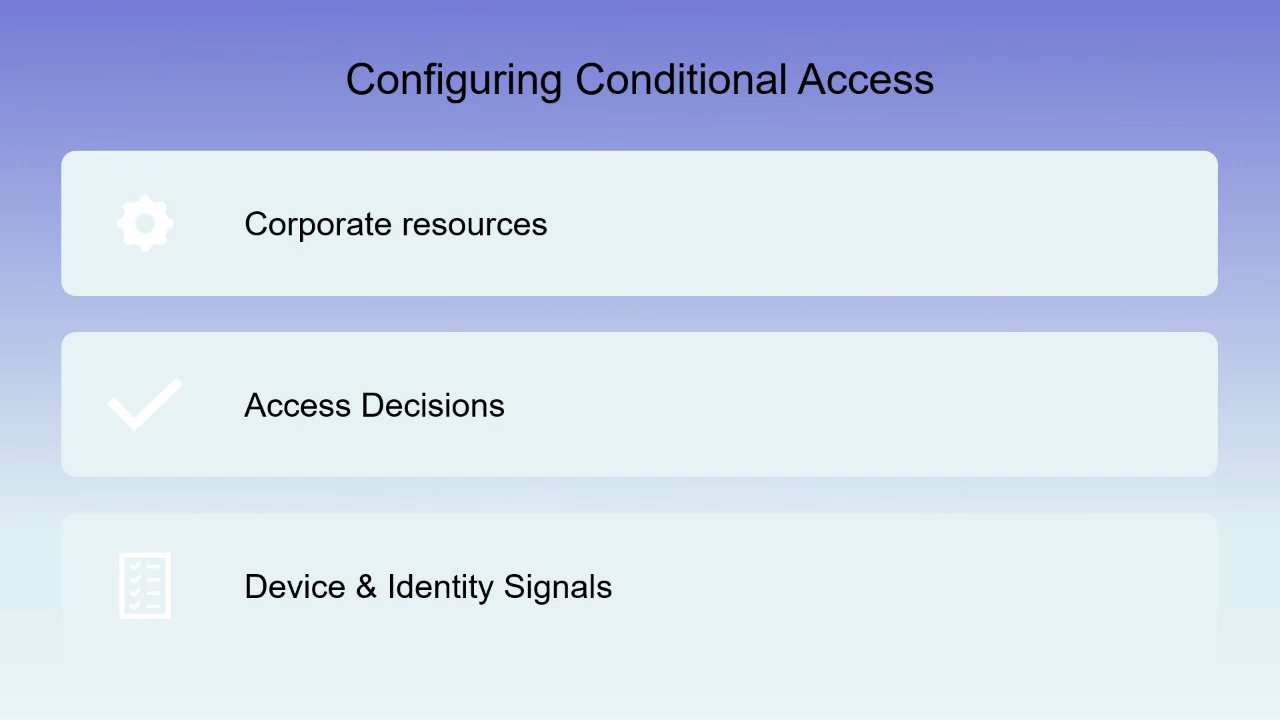 Configuring Conditional Access
Corporate resources
Access Decisions
Device & Identity Signals